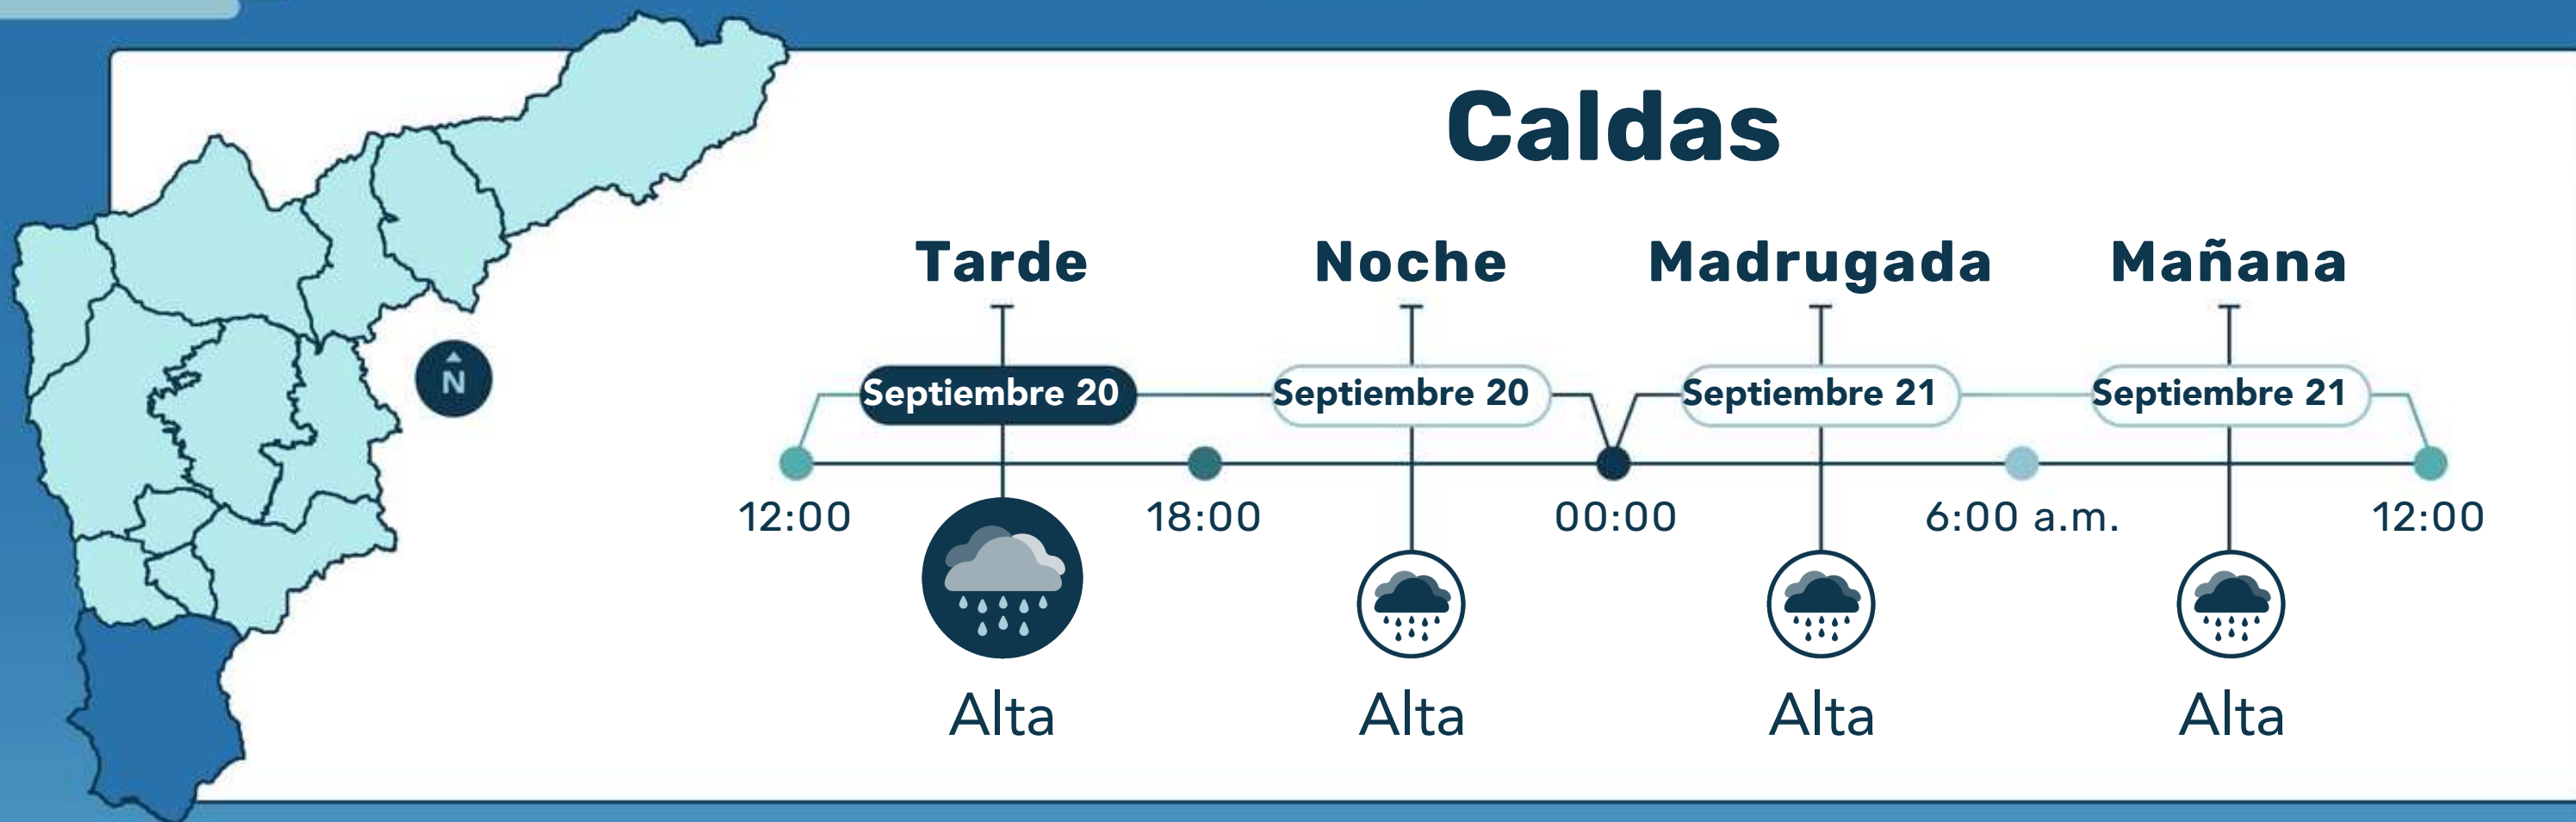 Caldas
Tarde Noche Madrugada Mañana
N
Septiembre 20 Septiembre 20 Septiembre 21 Septiembre 21
12:00 18:00 00:00 6:00 a.m. 12:00
Alta Alta Alta Alta